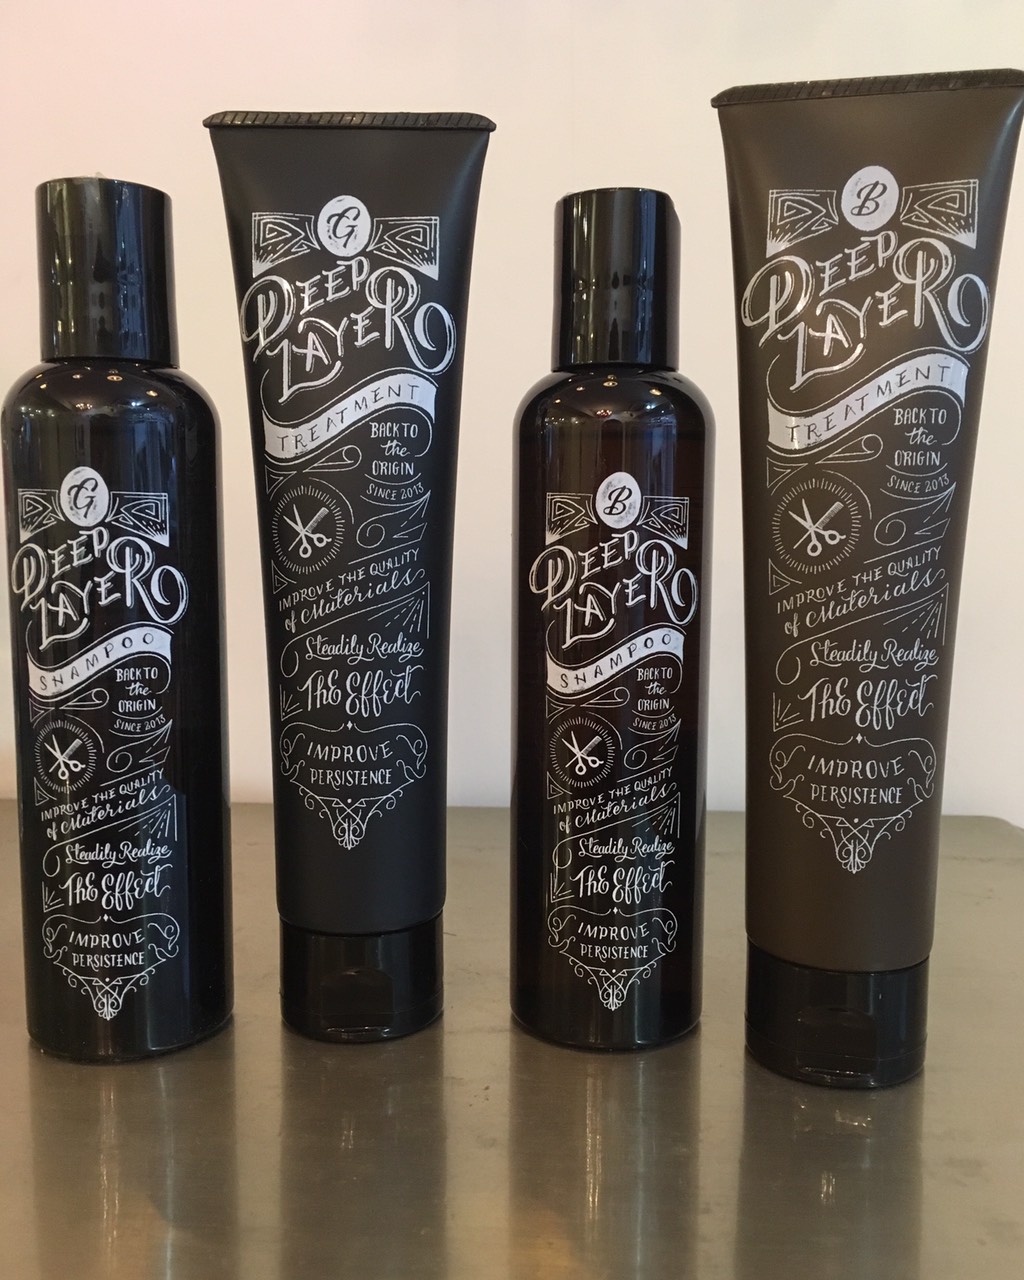 G
DEEP
LAYER
SHAMPOO
BACK TO
the
ORIGIN
SINCE 2013
IMPROVE THE QUALITY
of Materials
Steadily Realize
The Effect
IMPROVE
PERSISTENCE
G
DEEP
LAYER
TREATMENT
BACK TO
the
ORIGIN
SINCE 2013
IMPROVE THE QUALITY
of Materials
Steadily Realize
The Effect
IMPROVE
PERSISTENCE
B
DEEP
LAYER
SHAMPOO
BACK TO
the
ORIGIN
SINCE 2013
IMPROVE THE QUALITY
of Materials
Steadily Realize
The Effect
IMPROVE
PERSISTENCE
B
DEEP
LAYER
TREATMENT
BACK TO
the
ORIGIN
SINCE 2013
IMPROVE THE QUALITY
of Materials
Steadily Realize
The Effect
IMPROVE
PERSISTENCE